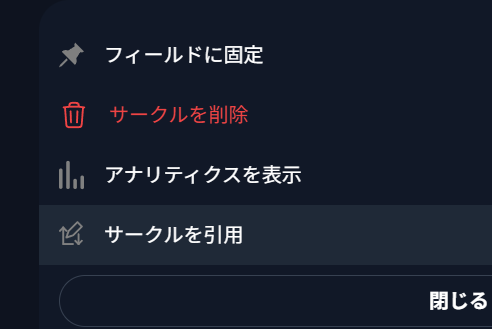 フィールドに固定
サークルを削除
アナリティクスを表示
サークルを引用
閉じる